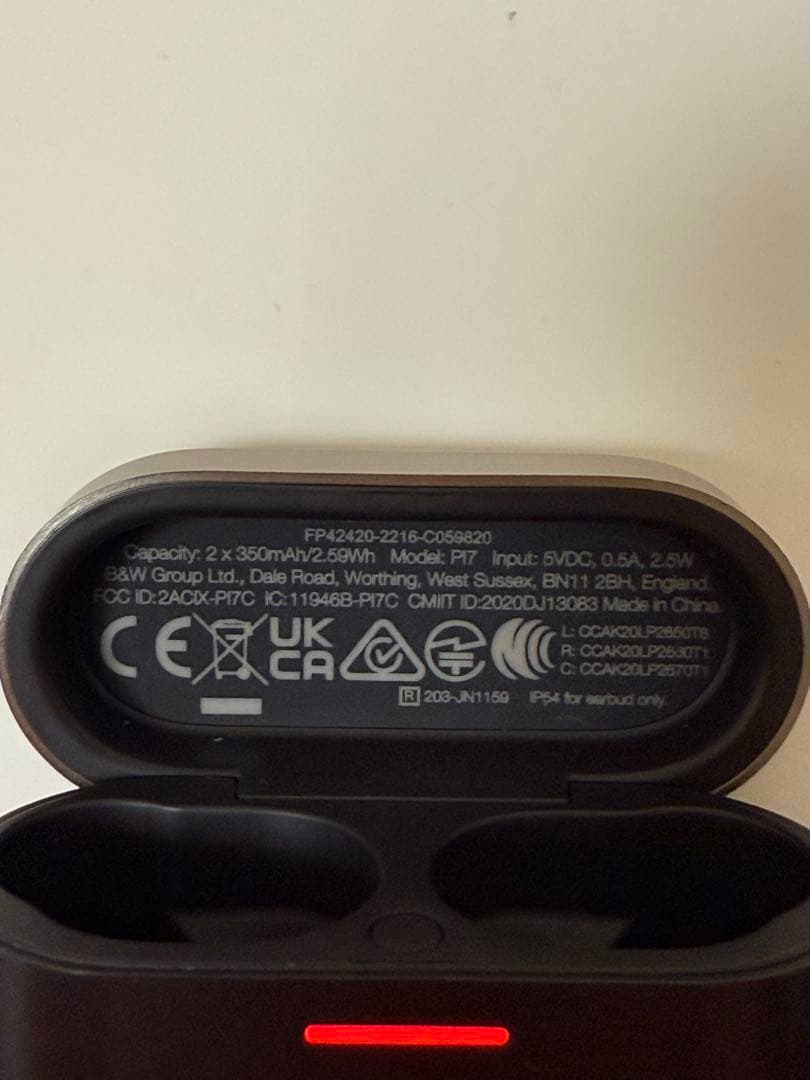 FP42420-2216-C059820
Capacity: 2 x 350mAh/2.59Wh Model: PI7 Input: 5VDC, 0.5A, 2.5W
B&W Group Ltd., Dale Road, Worthing, West Sussex, BN11 2BH, England.
FCC ID:2ACIX-PI7C IC:11946B-PI7C CMIIT ID:2020DJ13083 Made in China.
CE UK
CA
L: CCAK20LP2650T8
R: CCAK20LP2630T1
C: CCAK20LP2670T1
R 203-JN1159 IP54 for earbud only.